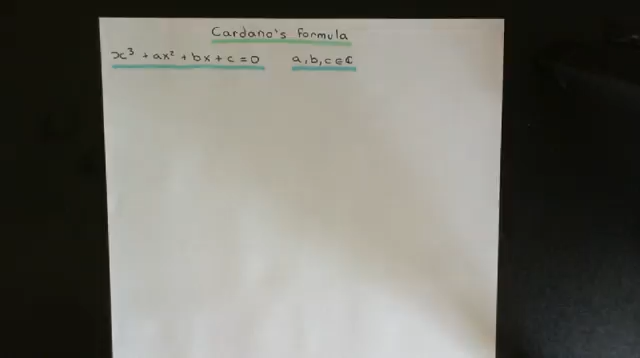 Cardano's Formula
x³ + ax² + bx + c = 0 a, b, c ∈ ℂ